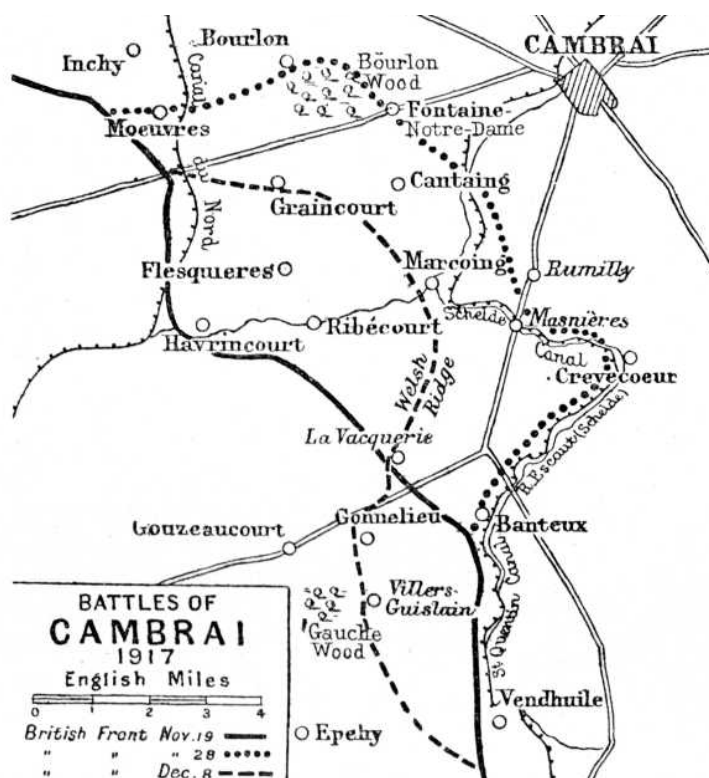 CAMBRAI
Bourlon
Inchy
Bourlon
Wood
Canal
Moeuvres
Fontaine-
Notre-Dame
du
Cantaing
Graincourt
Nord
Marcoing
Flesqueres
Rumilly
Schelde
Ribécourt
Masnières
Havrincourt
Canal
Crevecoeur
Welsh
Ridge
R. Escaut (Schelde)
La Vacquerie
Gonnelieu
Banteux
Gouzeaucourt
Villers-
Guislain
Gauche
Wood
St Quentin Canal
Vendhuile
Epehy
BATTLES OF
CAMBRAI
1917
English Miles
0 1 2 3 4
British Front Nov. 19
" " " 28
" " Dec. 8